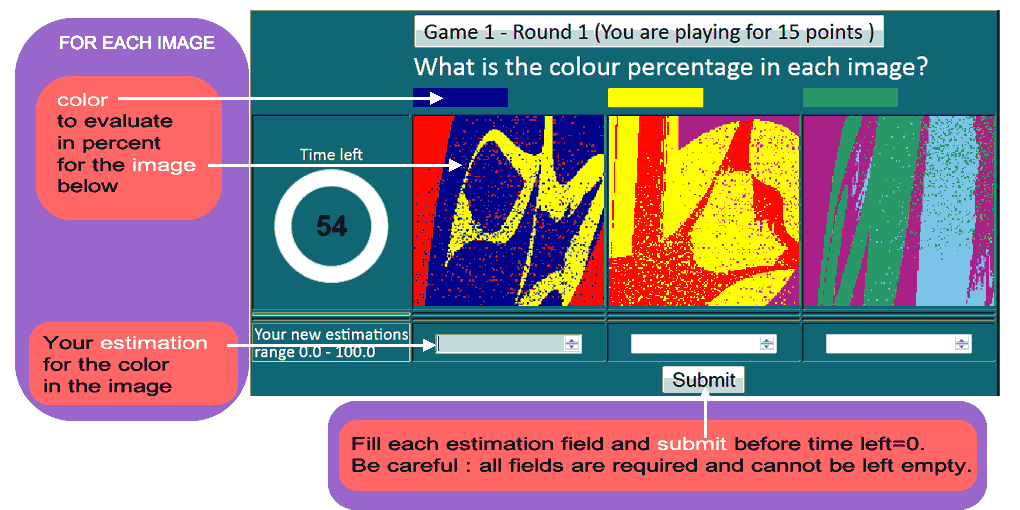 FOR EACH IMAGE
color
to evaluate
in percent
for the image
below
Game 1 - Round 1 (You are playing for 15 points )
What is the colour percentage in each image?
Time left
54
Your new estimations
range 0.0 - 100.0
Your estimation
for the color
in the image
Submit
Fill each estimation field and submit before time left=0.
Be careful : all fields are required and cannot be left empty.